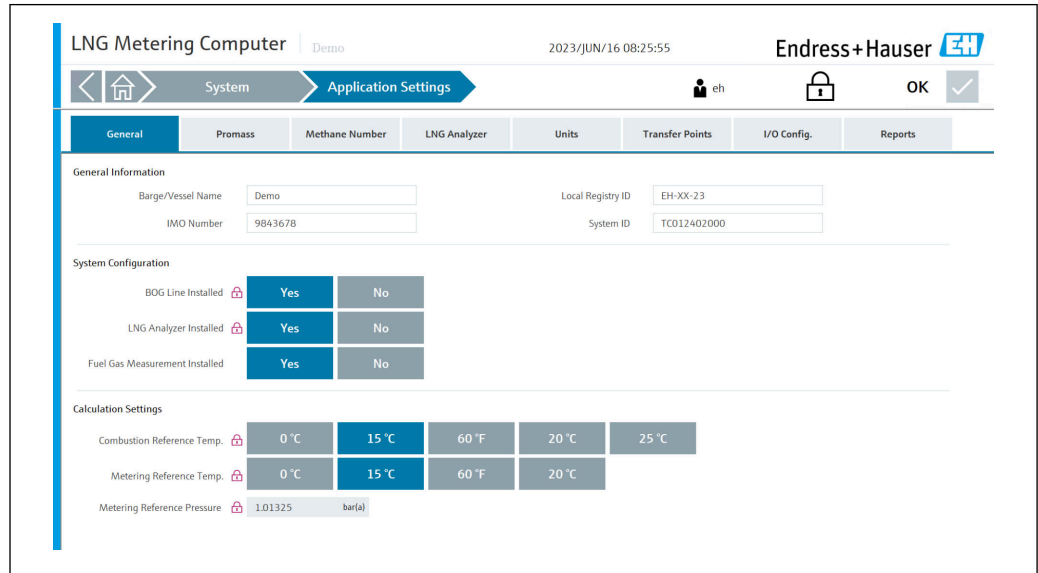 LNG Metering Computer Demo 2023/JUN/16 08:25:55 Endress+Hauser EH
System Application Settings eh 1 OK
General Promass Methane Number LNG Analyzer Units Transfer Points I/O Config. Reports
General Information
Barge/Vessel Name Demo Local Registry ID EH-XX-23
IMO Number 9843678 System ID TC012402000
System Configuration
BOG Line Installed Yes No
LNG Analyzer Installed Yes No
Fuel Gas Measurement Installed Yes No
Calculation Settings
Combustion Reference Temp. 0 °C 15 °C 60 °F 20 °C 25 °C
Metering Reference Temp. 0 °C 15 °C 60 °F 20 °C
Metering Reference Pressure 1.01325 bar(a)